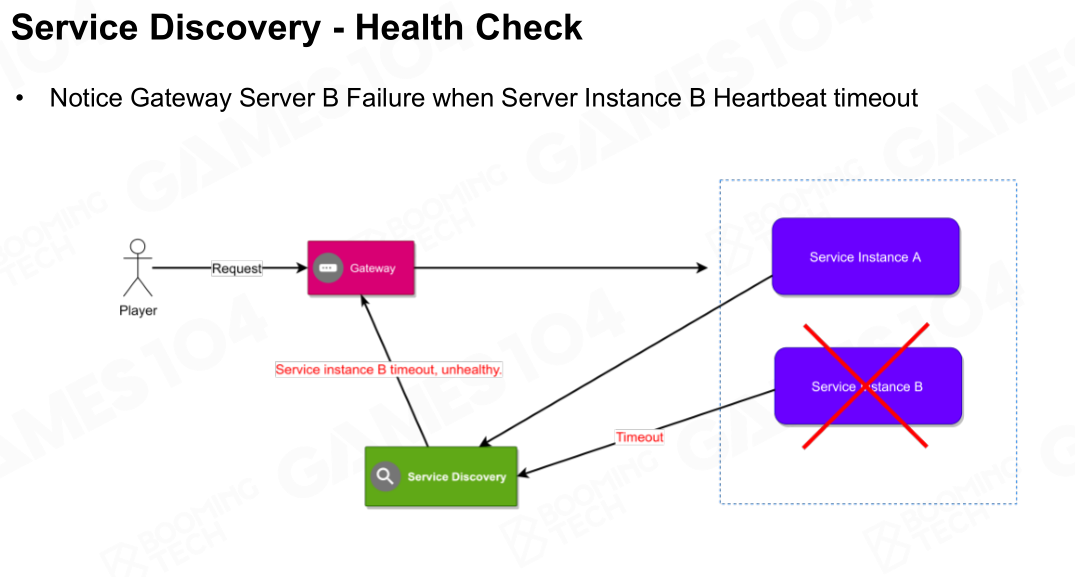 Service Discovery - Health Check
• Notice Gateway Server B Failure when Server Instance B Heartbeat timeout
Service Instance A
Request
Gateway
Player
Service instance B timeout, unhealthy.
Service Instance B
Timeout
Service Discovery
GAMES104
BOOMING
TECH